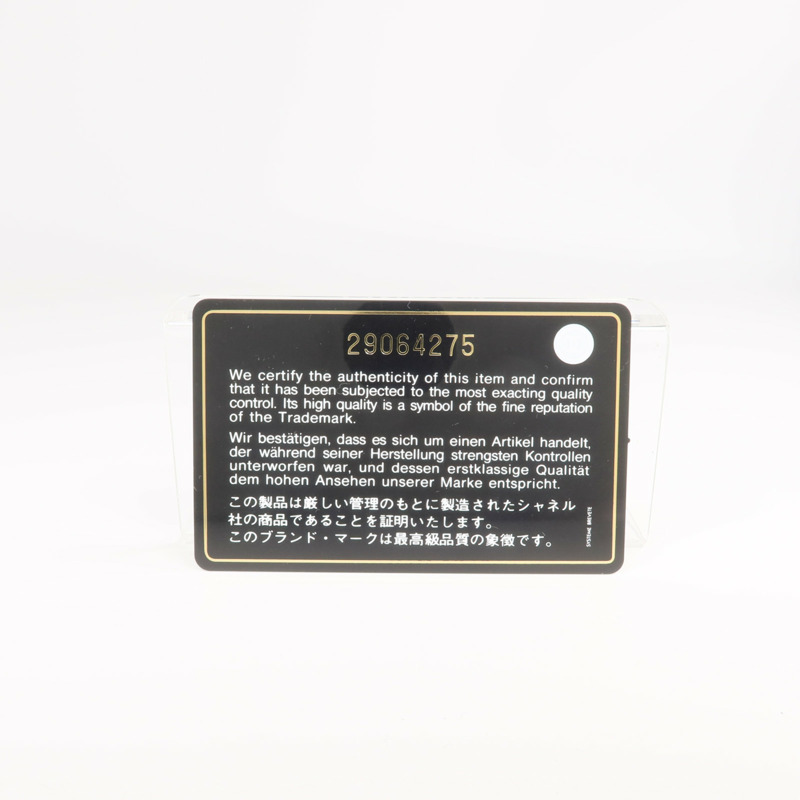 29064275
We certify the authenticity of this item and confirm
that it has been subjected to the most exacting quality
control. Its high quality is a symbol of the fine reputation
of the Trademark.
Wir bestätigen, dass es sich um einen Artikel handelt,
der während seiner Herstellung strengsten Kontrollen
unterworfen war, und dessen erstklassige Qualität
dem hohen Ansehen unserer Marke entspricht.
この製品は厳しい管理のもとに製造されたシャネル
社の商品であることを証明いたします。
このブランド・マークは最高級品質の象徴です。
SYSTEME BREVETE